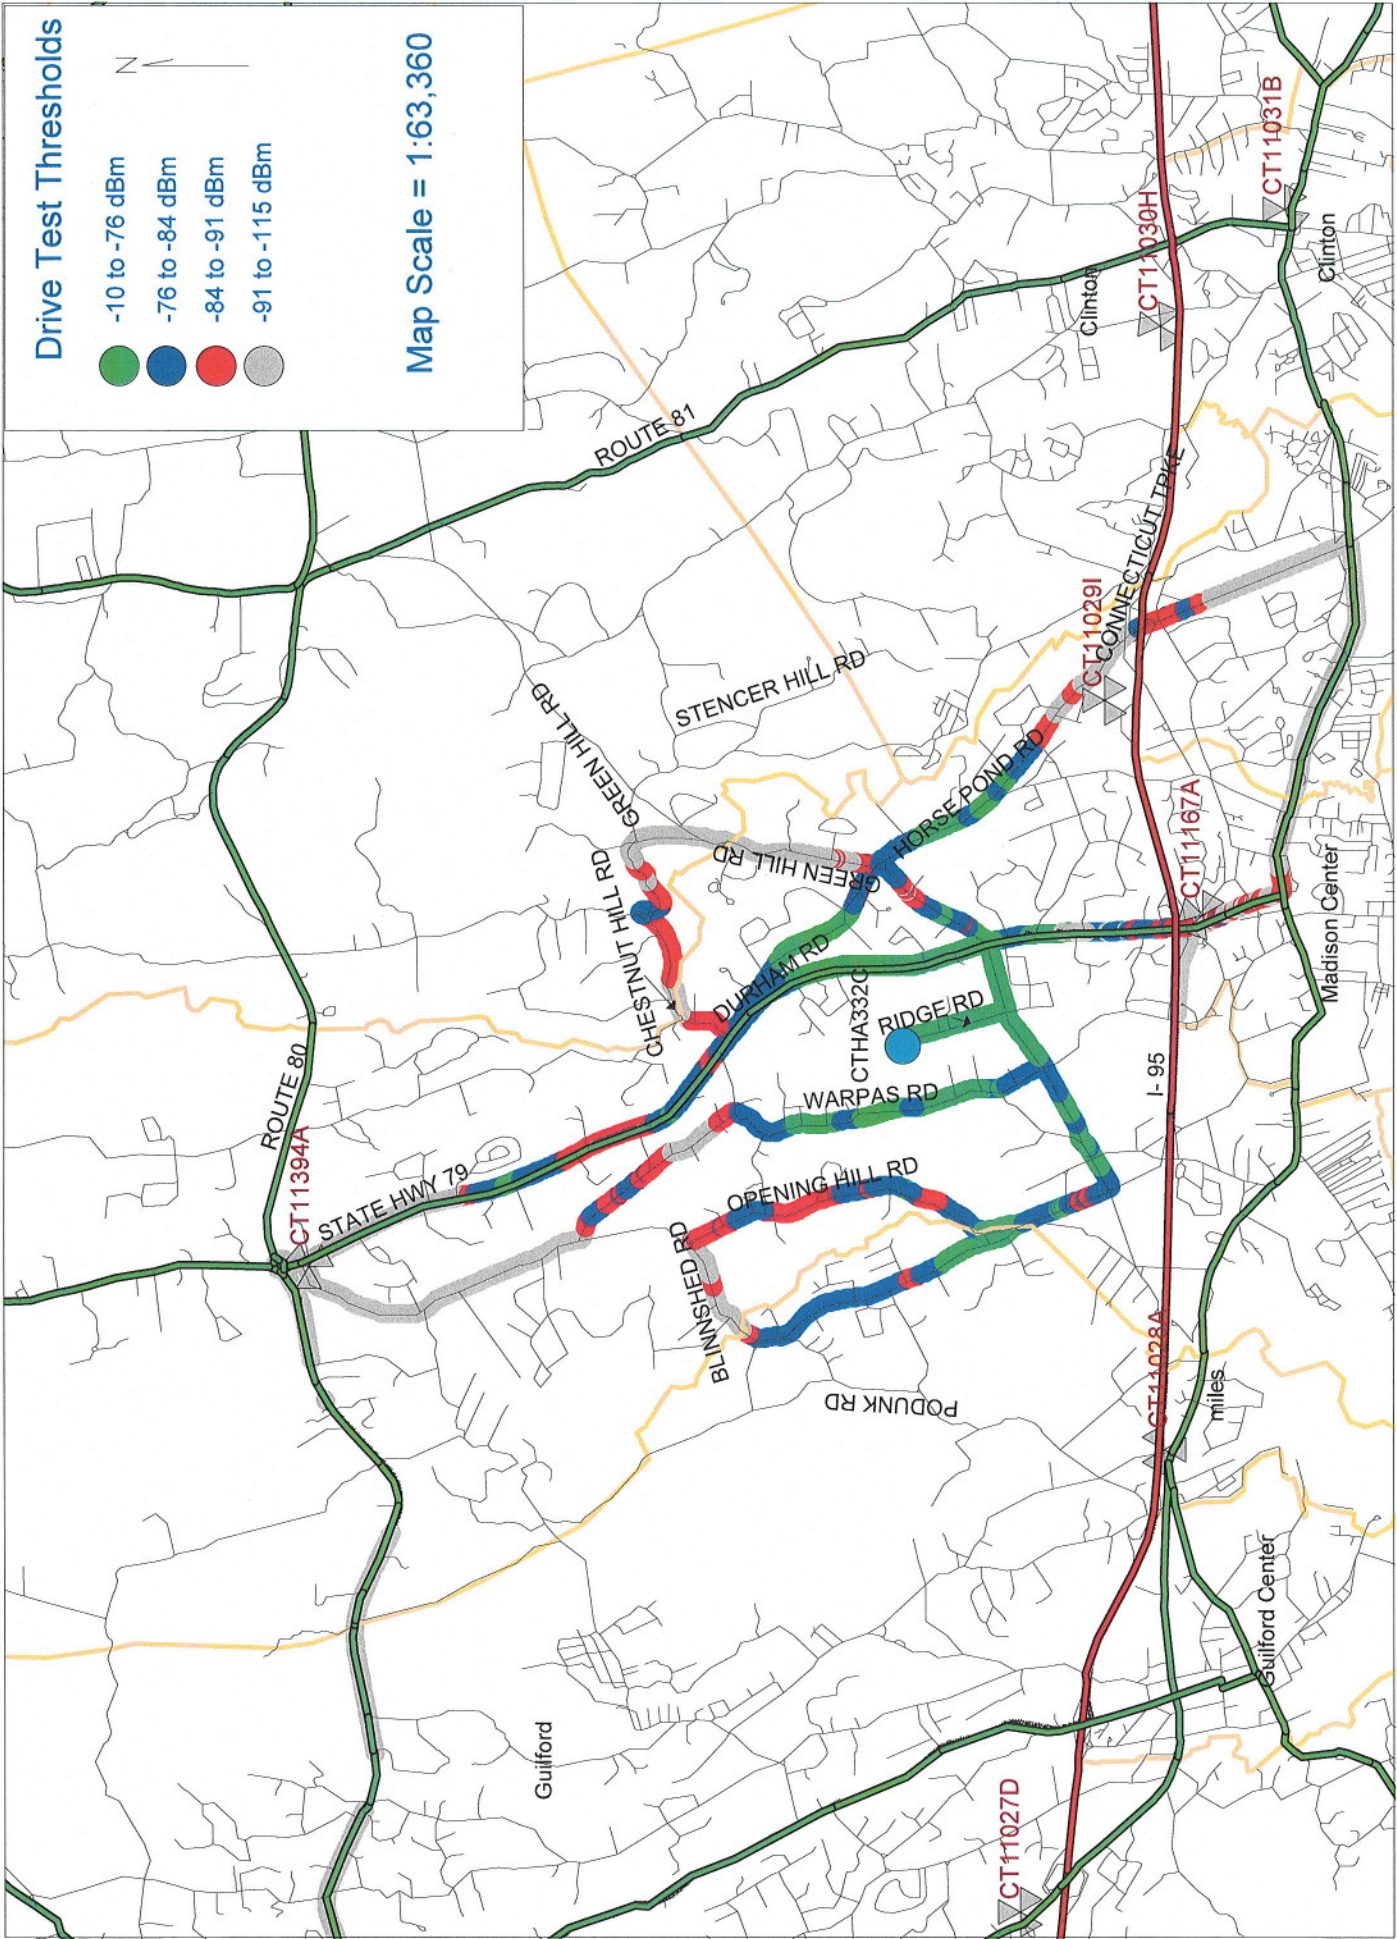 Drive Test Thresholds
N
-10 to -76 dBm
-76 to -84 dBm
-84 to -91 dBm
-91 to -115 dBm
Map Scale = 1:63,360
ROUTE 80
CT11394A
STATE HWY 79
ROUTE 81
GREEN HILL RD
STENCER HILL RD
CHESTNUT HILL RD
GREEN HILL RD
DURHAM RD
HORSE POND RD
CTHA332C
RIDGE RD
WARPAS RD
OPENING HILL RD
BLINNSHED RD
PODUNK RD
Guilford
CT11027D
Guilford Center
CT11028A
miles
I- 95
CT11167A
Madison Center
CT11029I
CONNECTICUT TPKE
Clinton
CT11030H
CT11031B
Clinton